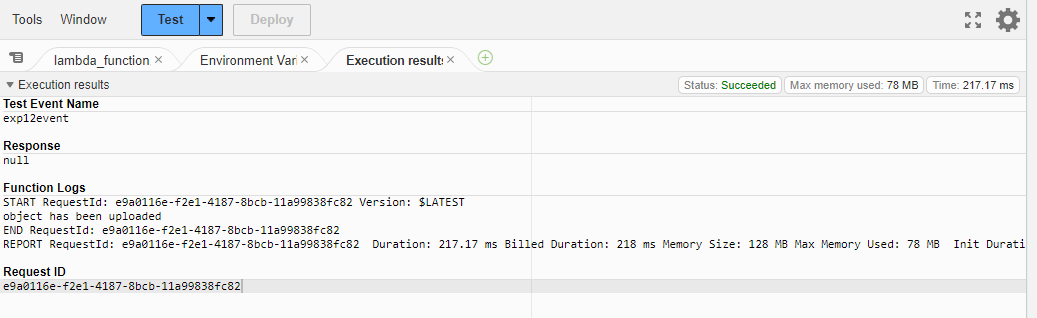 Tools Window Test Deploy
lambda_function Environment Var Execution results
Execution results Status: Succeeded Max memory used: 78 MB Time: 217.17 ms
Test Event Name
exp12event
Response
null
Function Logs
START RequestId: e9a0116e-f2e1-4187-8bcb-11a99838fc82 Version: $LATEST
object has been uploaded
END RequestId: e9a0116e-f2e1-4187-8bcb-11a99838fc82
REPORT RequestId: e9a0116e-f2e1-4187-8bcb-11a99838fc82 Duration: 217.17 ms Billed Duration: 218 ms Memory Size: 128 MB Max Memory Used: 78 MB Init Durati
Request ID
e9a0116e-f2e1-4187-8bcb-11a99838fc82